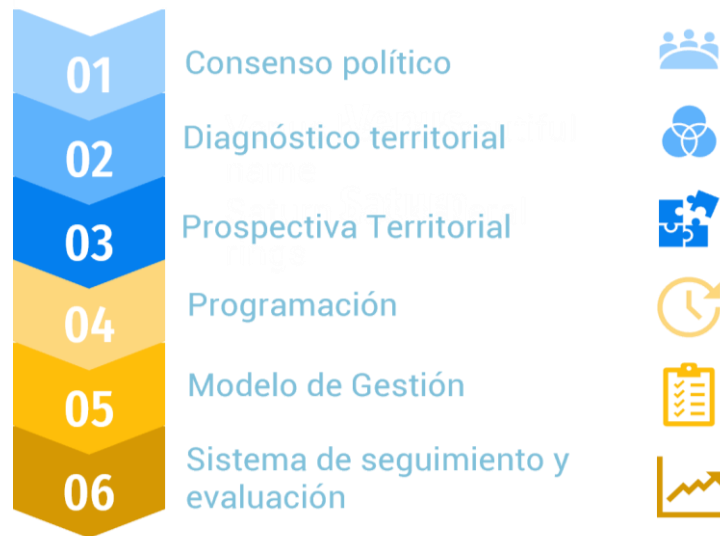 01
Consenso político
02
Diagnóstico territorial
03
Prospectiva Territorial
04
Programación
05
Modelo de Gestión
06
Sistema de seguimiento y
evaluación